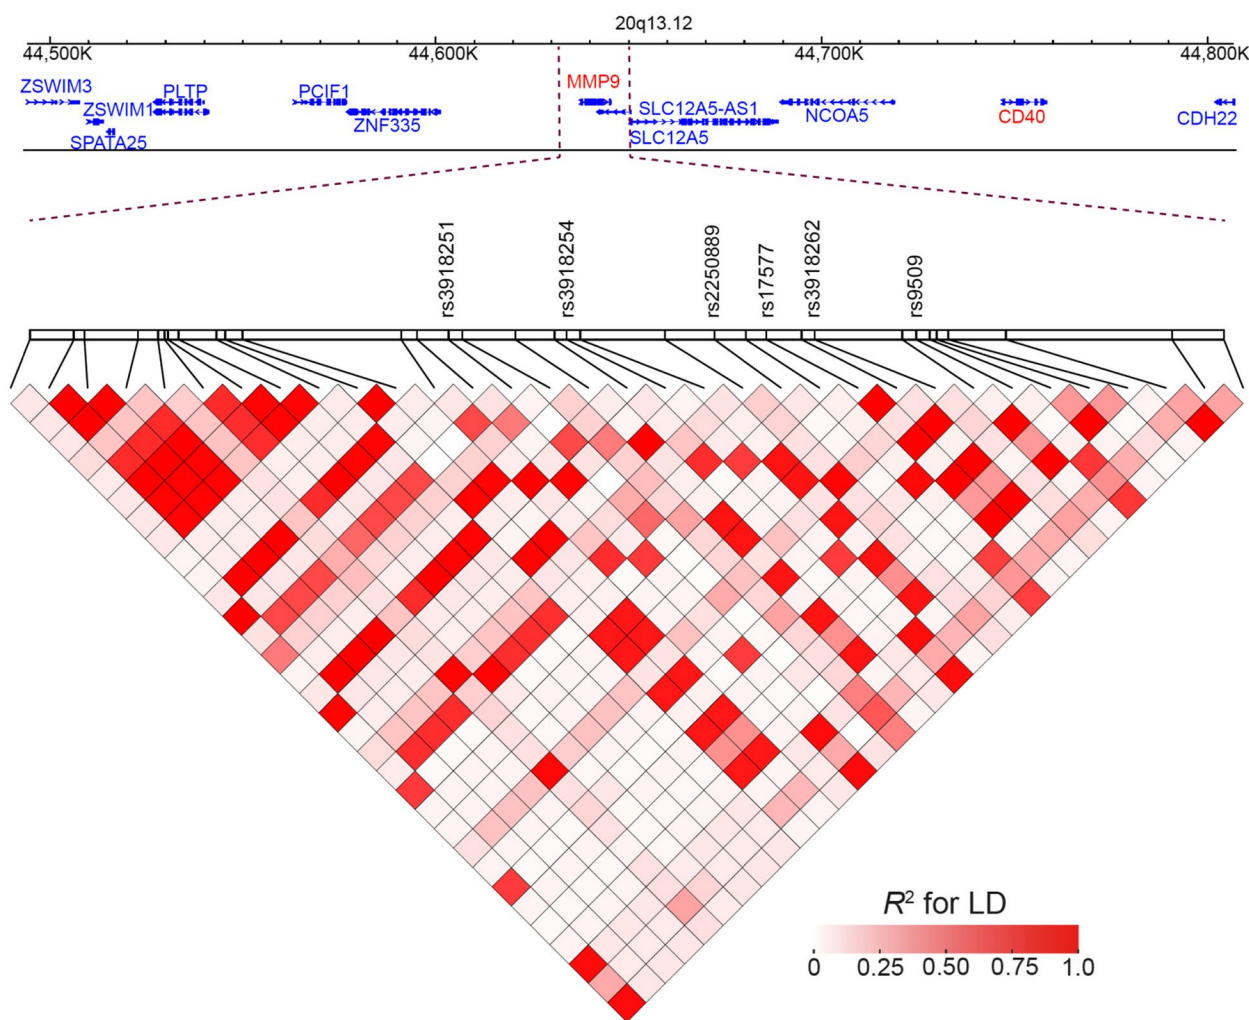 20q13.12
44,500K 44,600K 44,700K 44,800K
ZSWIM3 PLTP PCIF1 MMP9
ZSWIM1 SLC12A5-AS1 NCOA5 CD40 CDH22
ZNF335
SPATA25 SLC12A5
rs3918251 rs3918254 rs2250889 rs17577 rs3918262 rs9509
R² for LD
0 0.25 0.50 0.75 1.0